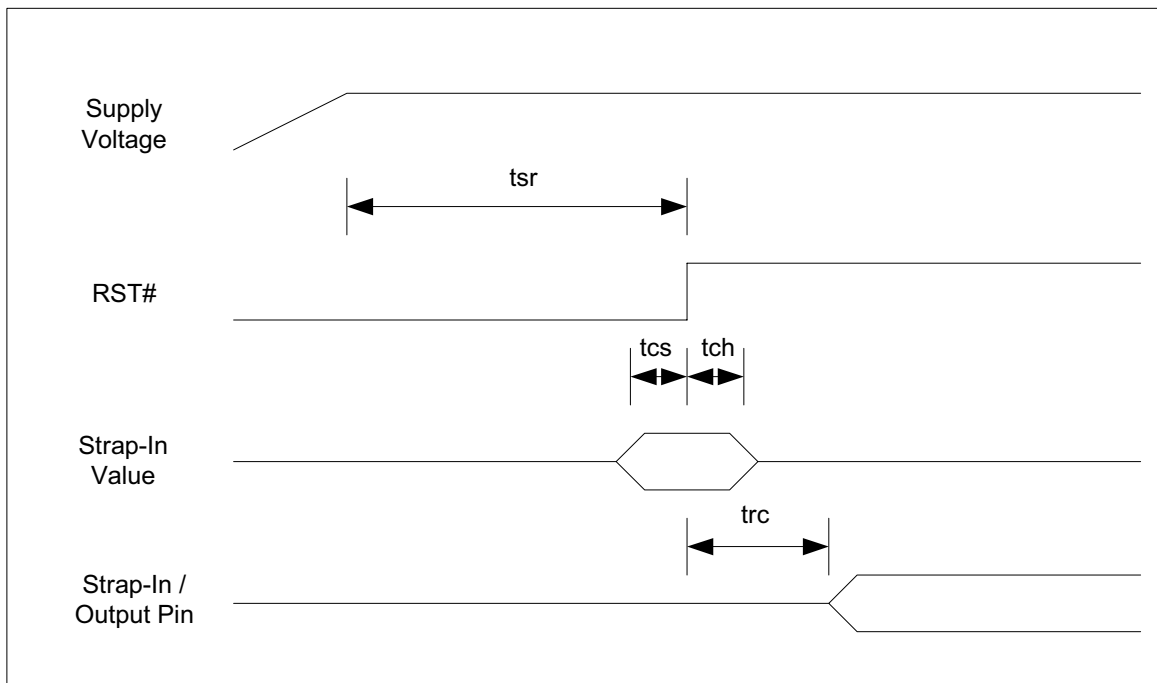 Supply
Voltage
tsr
RST#
tcs
tch
Strap-In
Value
trc
Strap-In /
Output Pin